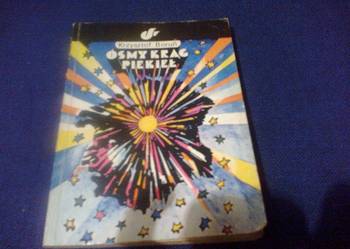 Krzysztof Boruń
ÓSMY KRĄG
PIEKIEŁ